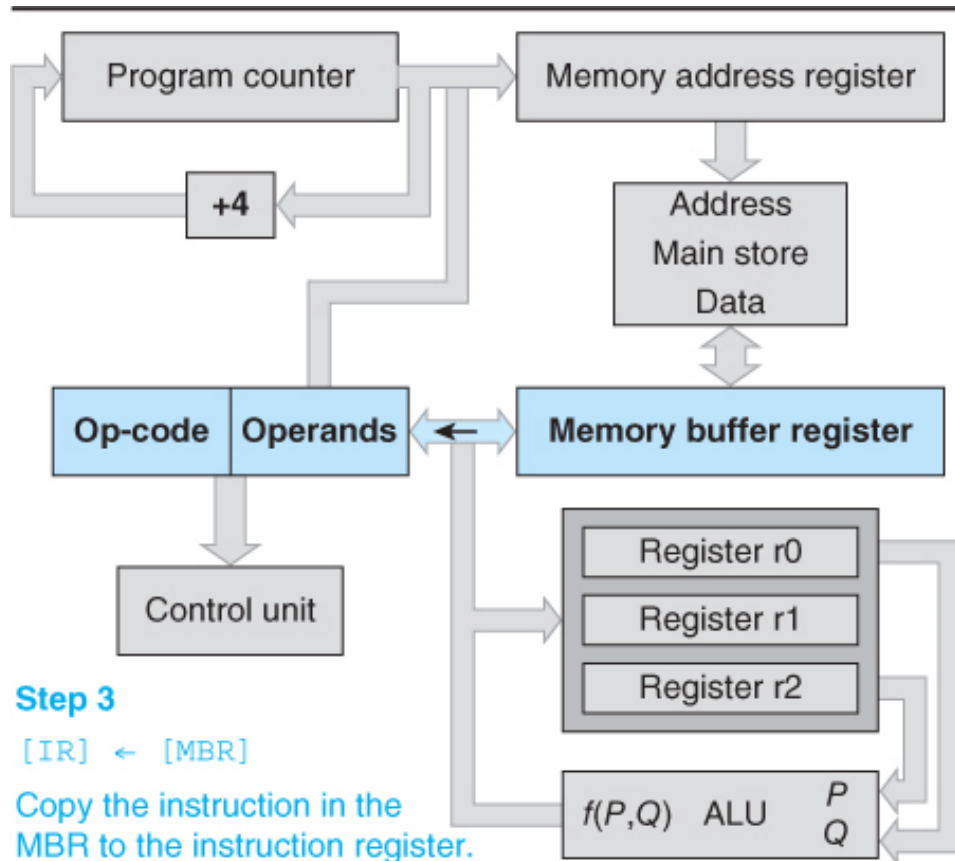 Program counter
Memory address register
+4
Address
Main store
Data
Op-code
Operands
Memory buffer register
Control unit
Register r0
Register r1
Register r2
Step 3
[IR] ← [MBR]
Copy the instruction in the
MBR to the instruction register.
f(P,Q) ALU
P
Q